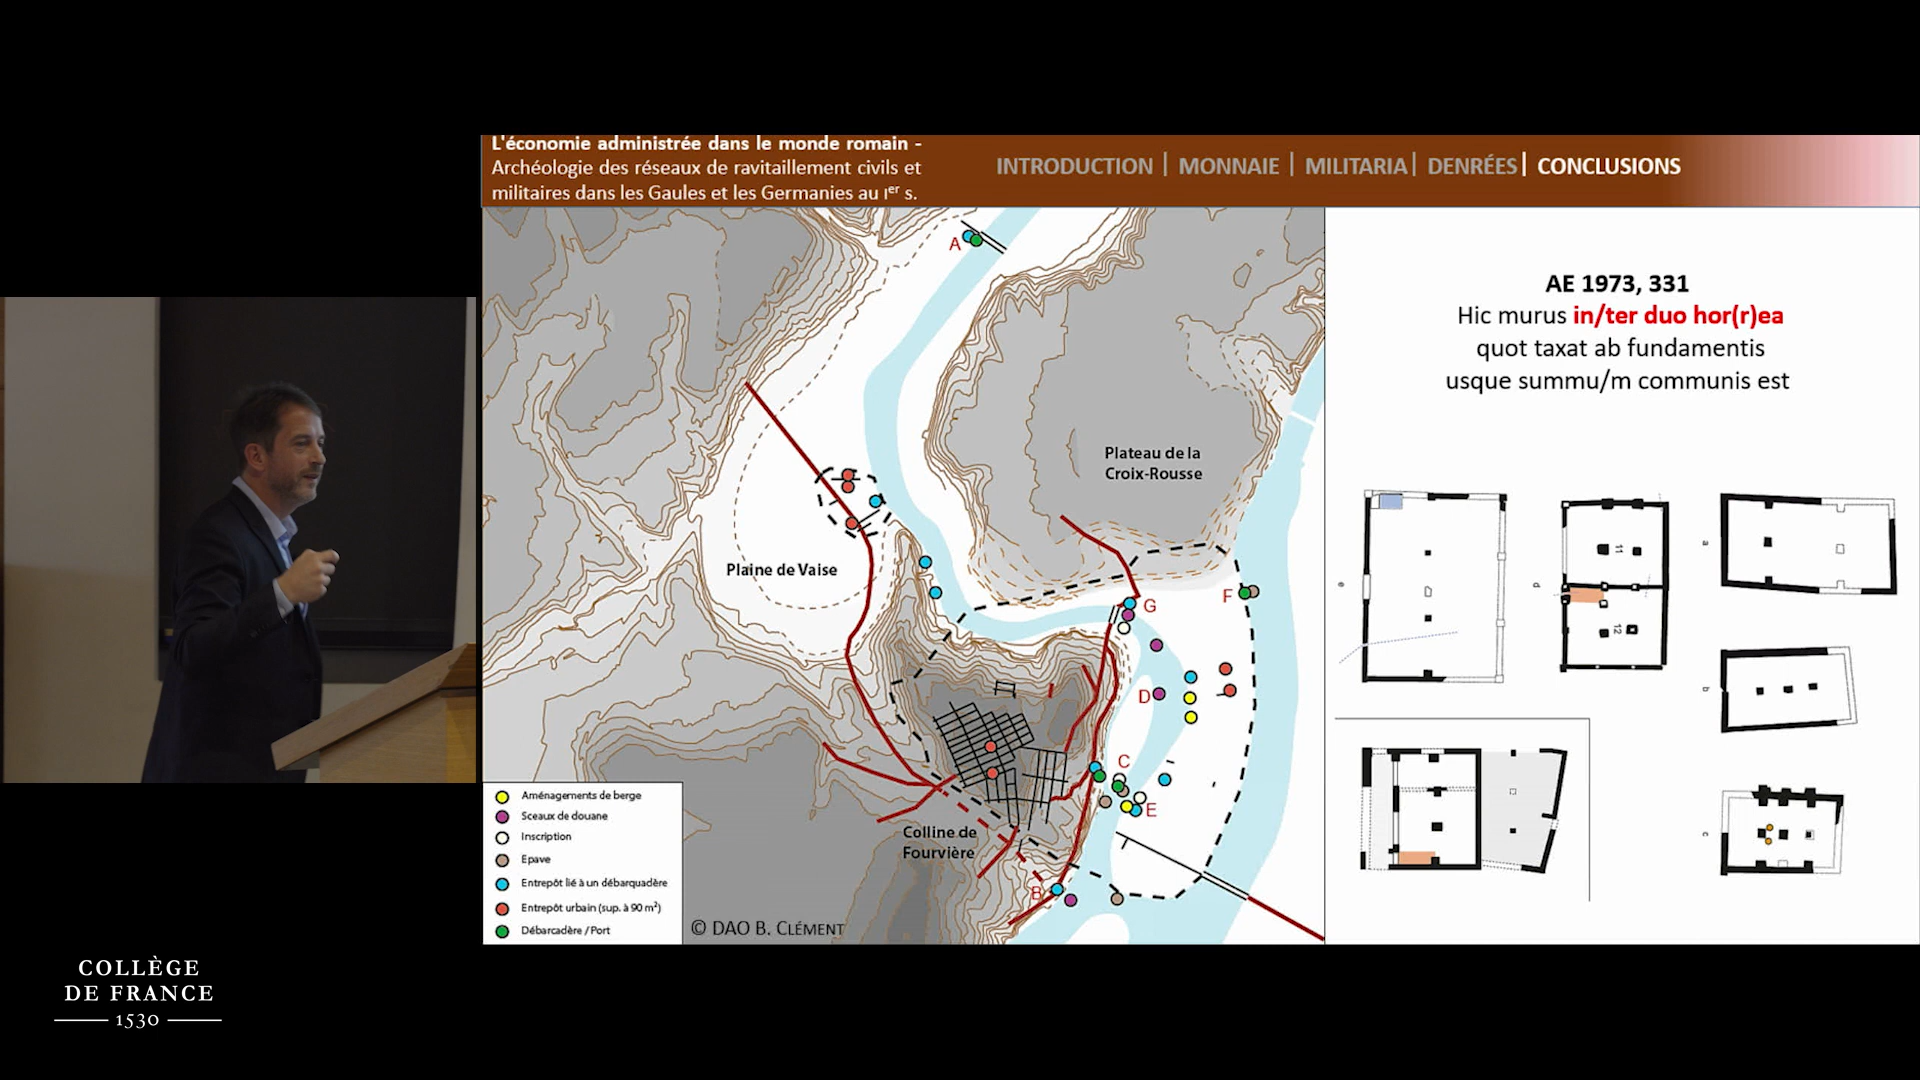 L'économie administrée dans le monde romain -
Archéologie des réseaux de ravitaillement civils et
militaires dans les Gaules et les Germanies au Ier s.
INTRODUCTION | MONNAIE | MILITARIA | DENRÉES | CONCLUSIONS
A
Plateau de la
Croix-Rousse
Plaine de Vaise
G
F
D
C
E
B
Colline de
Fourvière
Aménagements de berge
Sceaux de douane
Inscription
Epave
Entrepôt lié à un débarquadère
Entrepôt urbain (sup. à 90 m²)
Débarcadère / Port
© DAO B. CLÉMENT
AE 1973, 331
Hic murus in/ter duo hor(r)ea
quot taxat ab fundamentis
usque summu/m communis est
e
d
11
12
a
b
c
COLLÈGE
DE FRANCE
1530